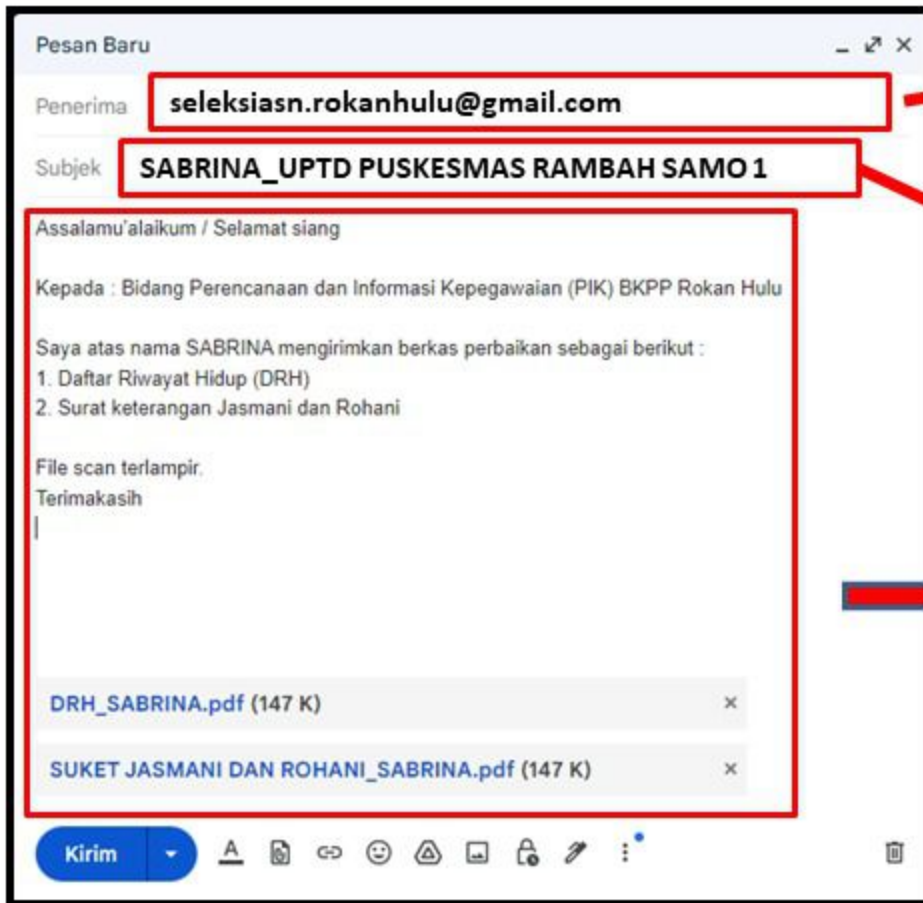 Pesan Baru
Penerima seleksiasn.rokanhulu@gmail.com
Subjek SABRINA_UPTD PUSKESMAS RAMBAH SAMO 1
Assalamu'alaikum / Selamat siang
Kepada : Bidang Perencanaan dan Informasi Kepegawaian (PIK) BKPP Rokan Hulu
Saya atas nama SABRINA mengirimkan berkas perbaikan sebagai berikut :
1. Daftar Riwayat Hidup (DRH)
2. Surat keterangan Jasmani dan Rohani
File scan terlampir.
Terimakasih
DRH_SABRINA.pdf (147 K)
SUKET JASMANI DAN ROHANI_SABRINA.pdf (147 K)
Kirim